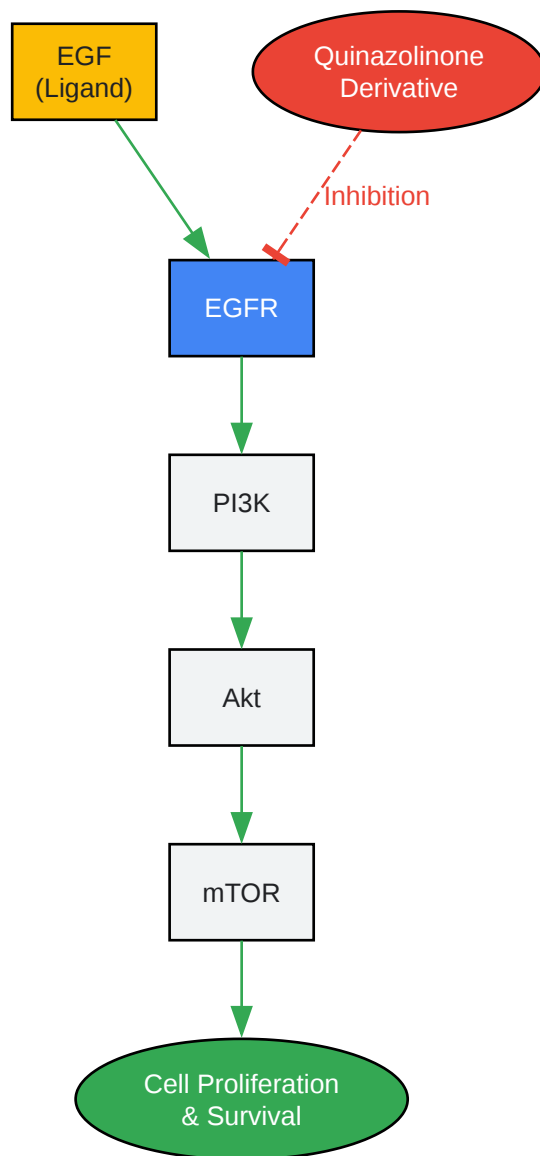 EGF
(Ligand)
Quinazolinone
Derivative
Inhibition
EGFR
PI3K
Akt
mTOR
Cell Proliferation
& Survival